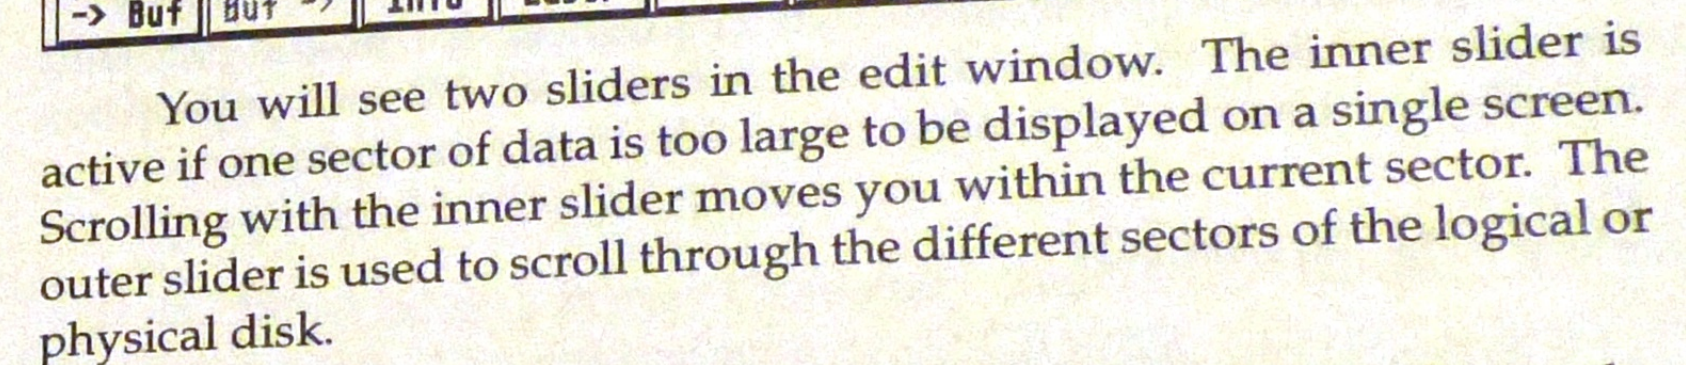 -> Buf Buf ->
You will see two sliders in the edit window. The inner slider is
active if one sector of data is too large to be displayed on a single screen.
Scrolling with the inner slider moves you within the current sector. The
outer slider is used to scroll through the different sectors of the logical or
physical disk.